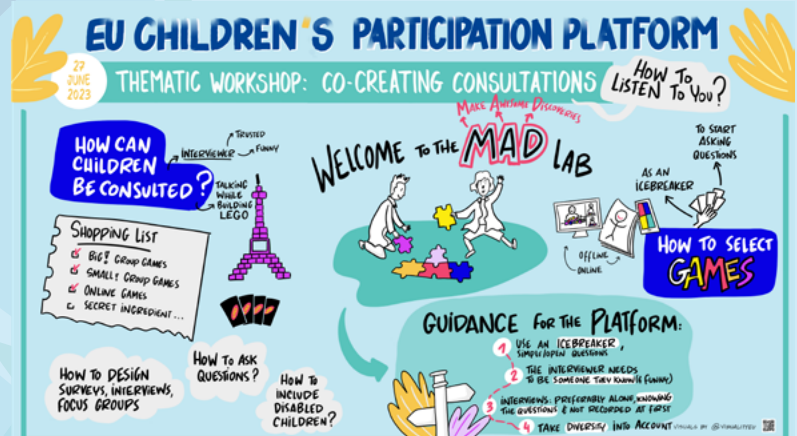 EU CHILDREN'S PARTICIPATION PLATFORM
27
JUNE
2023
THEMATIC WORKSHOP: CO-CREATING CONSULTATIONS
HOW TO
LISTEN TO YOU?
MAKE AWESOME DISCOVERIES
WELCOME TO THE MAD LAB
HOW CAN
CHILDREN
BE CONSULTED?
INTERVIEWER
TRUSTED
FUNNY
TALKING
WHILE
BUILDING
LEGO
SHOPPING LIST
BIG! GROUP GAMES
SMALL! GROUP GAMES
ONLINE GAMES
SECRET INGREDIENT...
TO START
ASKING
QUESTIONS
AS AN
ICEBREAKER
OFFLINE
ONLINE
HOW TO SELECT
GAMES
HOW TO DESIGN
SURVEYS, INTERVIEWS,
FOCUS GROUPS
HOW TO ASK
QUESTIONS?
HOW TO
INCLUDE
DISABLED
CHILDREN?
GUIDANCE FOR THE PLATFORM:
1 USE AN ICEBREAKER,
SIMPLE/OPEN QUESTIONS
2 THE INTERVIEWER NEEDS
TO BE SOMEONE THEY KNOW (& FUNNY)
3 INTERVIEWS: PREFERABLY ALONE, KNOWING
THE QUESTIONS & NOT RECORDED AT FIRST
4 TAKE DIVERSITY INTO ACCOUNT
VISUALS BY @VISUALITYEU